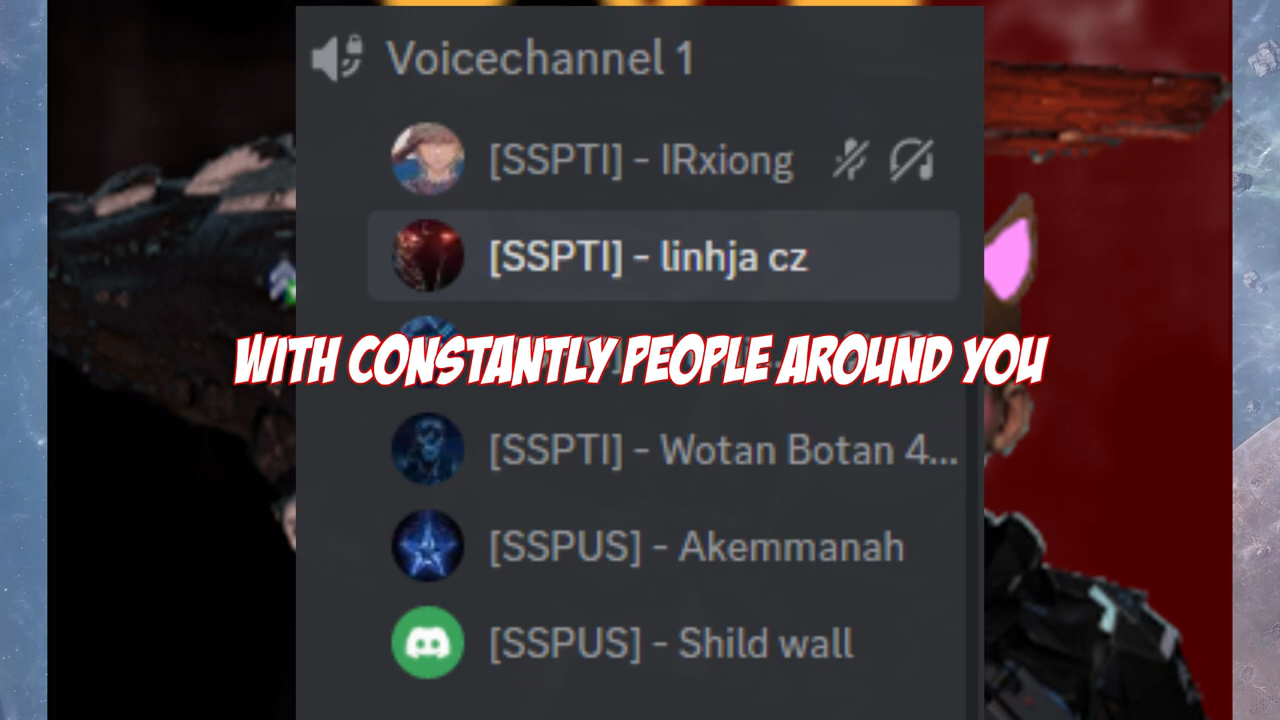 Voicechannel 1
[SSPTI] - IRxiong
[SSPTI] - linhja cz
WITH CONSTANTLY PEOPLE AROUND YOU
[SSPTI] - Wotan Botan 4...
[SSPUS] - Akemmanah
[SSPUS] - Shild wall